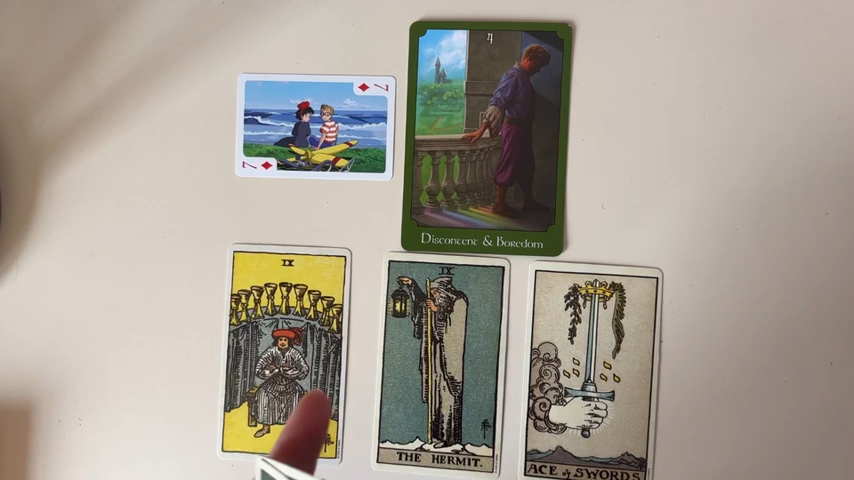 7
7
4
Discontent & Boredom
IX
IX
THE HERMIT.
ACE of SWORDS